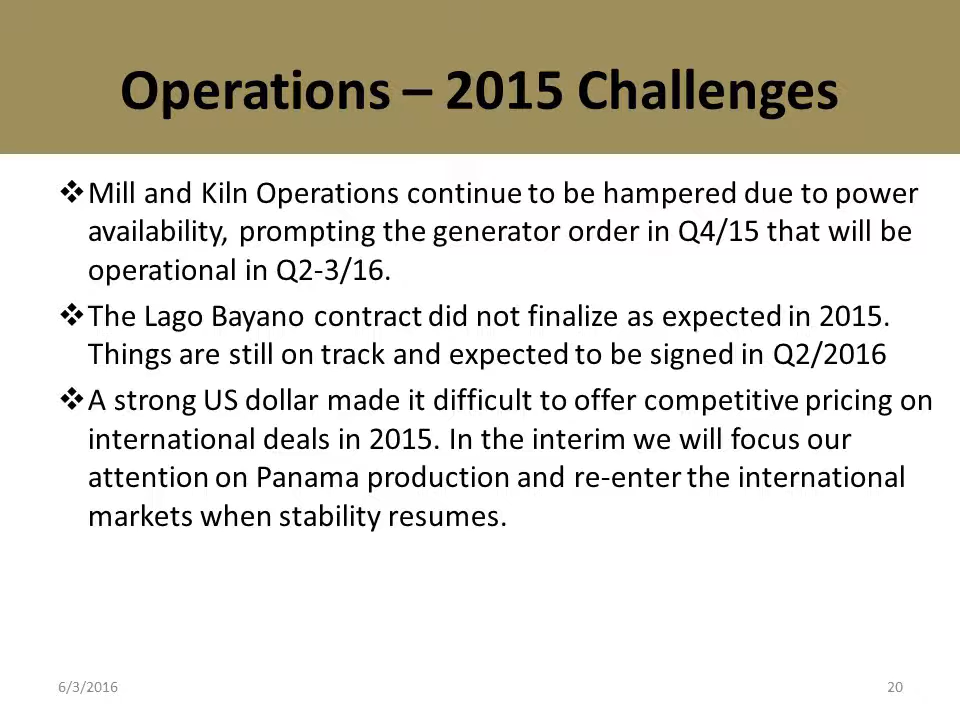 Operations – 2015 Challenges
❖Mill and Kiln Operations continue to be hampered due to power
availability, prompting the generator order in Q4/15 that will be
operational in Q2-3/16.
❖The Lago Bayano contract did not finalize as expected in 2015.
Things are still on track and expected to be signed in Q2/2016
❖A strong US dollar made it difficult to offer competitive pricing on
international deals in 2015. In the interim we will focus our
attention on Panama production and re-enter the international
markets when stability resumes.
6/3/2016
20